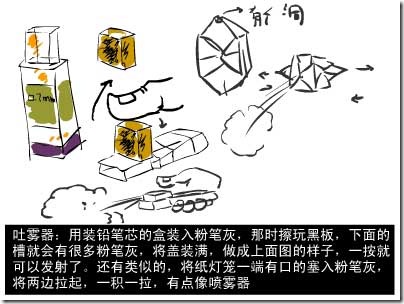 有洞
0.7mm
吐雾器：用装铅笔芯的盒装入粉笔灰，那时擦玩黑板，下面的
槽就会有很多粉笔灰，将盖装满，做成上面图的样子，一按就
可以发射了。还有类似的，将纸灯笼一端有口的塞入粉笔灰，
将两边拉起，一积一拉，有点像喷雾器